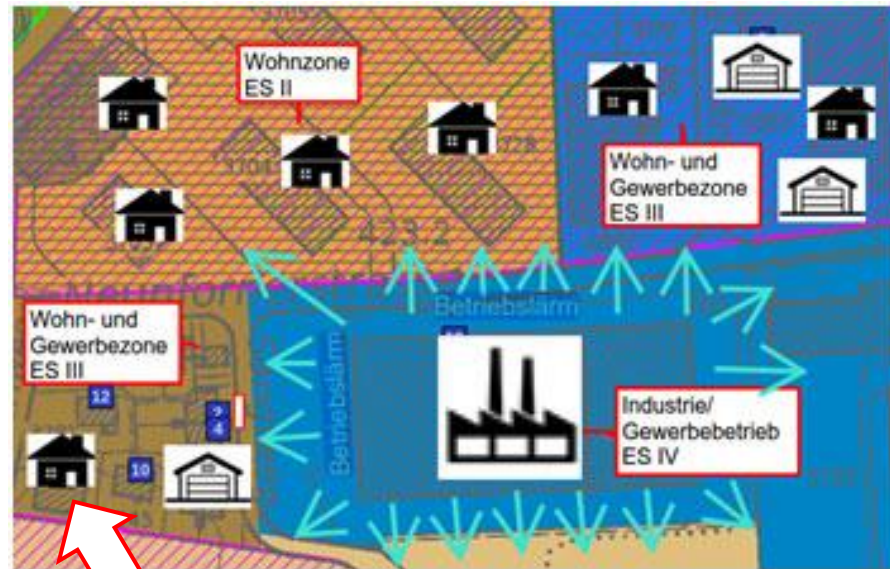 Wohnzone
ES II
Wohn- und
Gewerbezone
ES III
423.2
Betriebslärm
Wohn- und
Gewerbezone
ES III
Betriebslärm
12
9
4
10
Industrie/
Gewerbebetrieb
ES IV